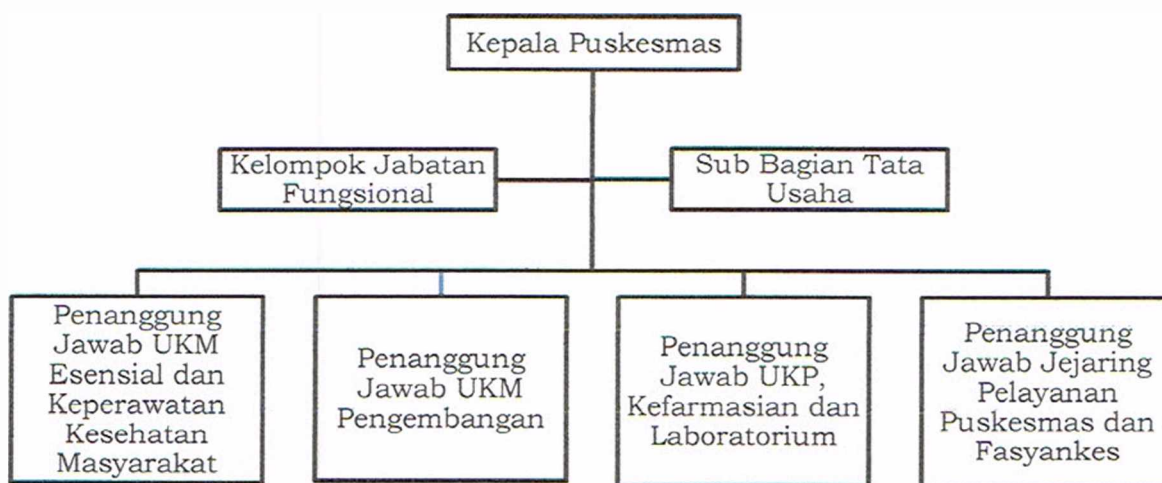 Kepala Puskesmas
Kelompok Jabatan
Fungsional
Sub Bagian Tata
Usaha
Penanggung
Jawab UKM
Esensial dan
Keperawatan
Kesehatan
Masyarakat
Penanggung
Jawab UKM
Pengembangan
Penanggung
Jawab UKP,
Kefarmasian dan
Laboratorium
Penanggung
Jawab Jejaring
Pelayanan
Puskesmas dan
Fasyankes